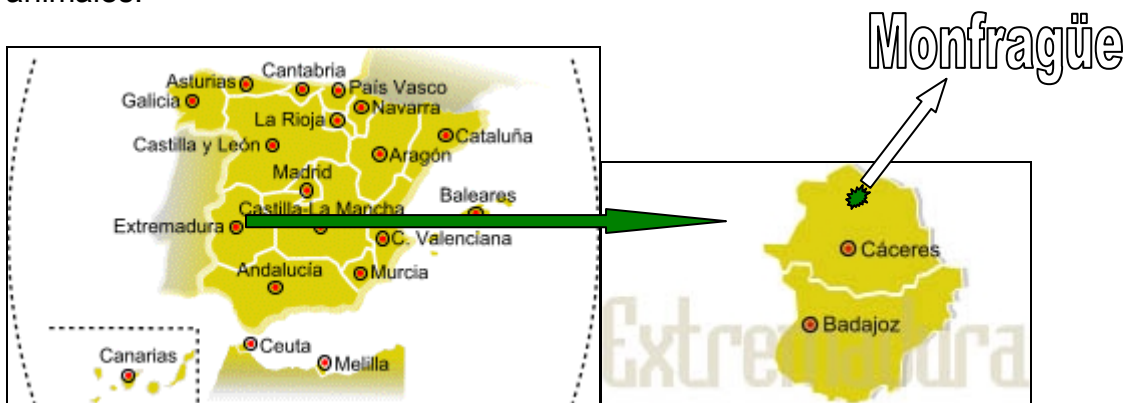 animales.
Monfragüe
Cantabria
Asturias
País Vasco
Galicia
Navarra
La Rioja
Cataluña
Castilla y León
Aragón
Madrid
Baleares
Castilla-La Mancha
Extremadura
C. Valenciana
Andalucía
Murcia
Ceuta
Canarias
Melilla
Cáceres
Badajoz
Extremadura